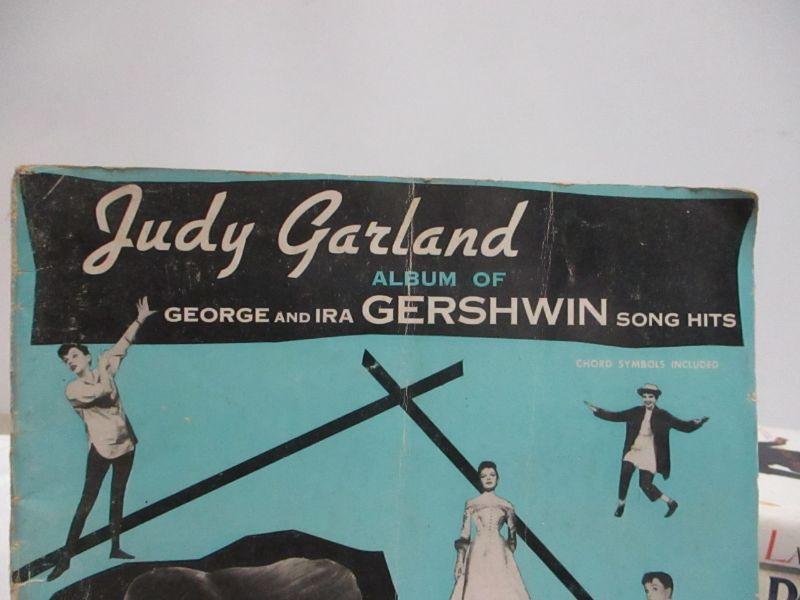 Judy Garland
ALBUM OF
GEORGE AND IRA GERSHWIN SONG HITS
CHORD SYMBOLS INCLUDED